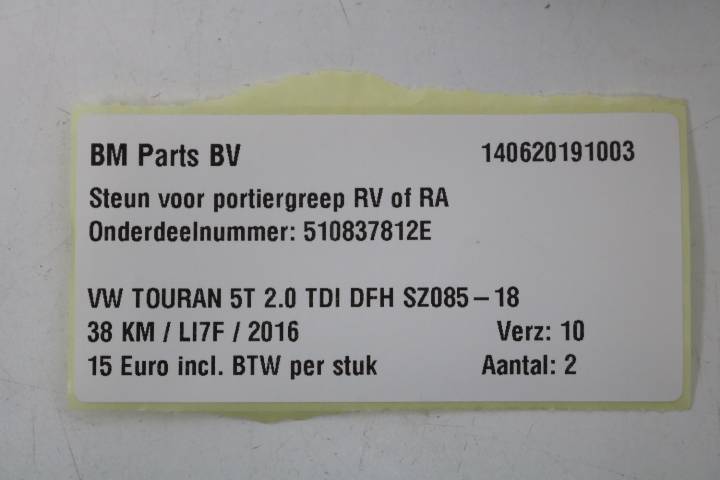 BM Parts BV 140620191003
Steun voor portiergreep RV of RA
Onderdeelnummer: 510837812E
VW TOURAN 5T 2.0 TDI DFH SZ085-18
38 KM / LI7F / 2016 Verz: 10
15 Euro incl. BTW per stuk Aantal: 2